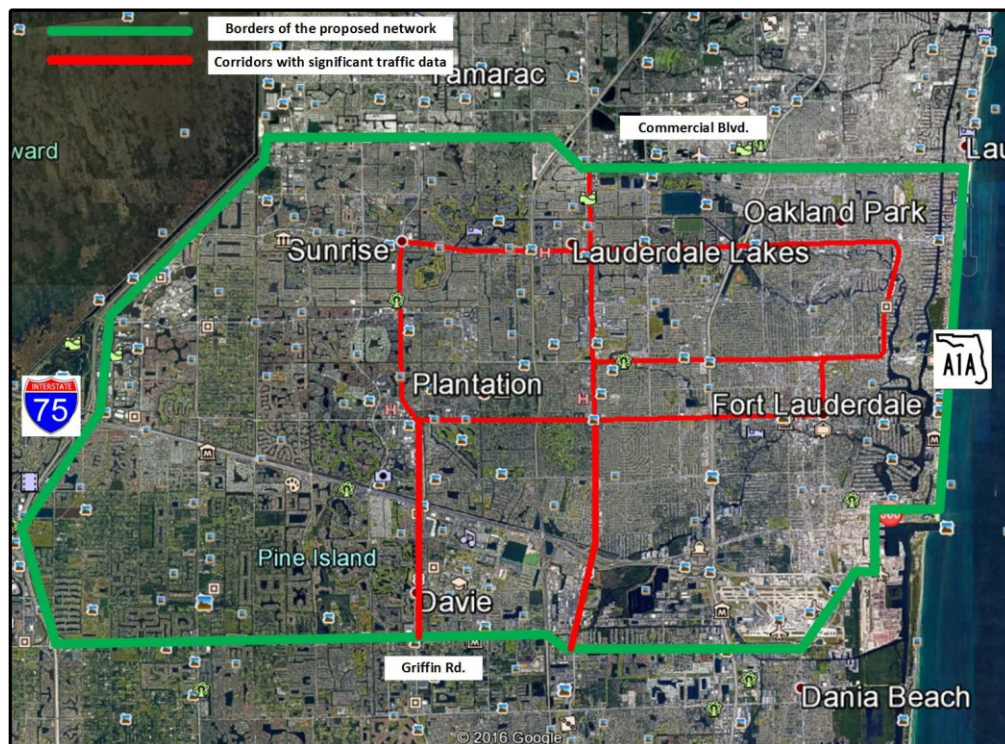 Borders of the proposed network
Corridors with significant traffic data
Tamarac
Commercial Blvd.
ward
Lau
Oakland Park
Sunrise
Lauderdale Lakes
A1A
INTERSTATE
75
Plantation
Fort Lauderdale
H
H
H
Pine Island
Davie
Griffin Rd.
Dania Beach
© 2016 Google